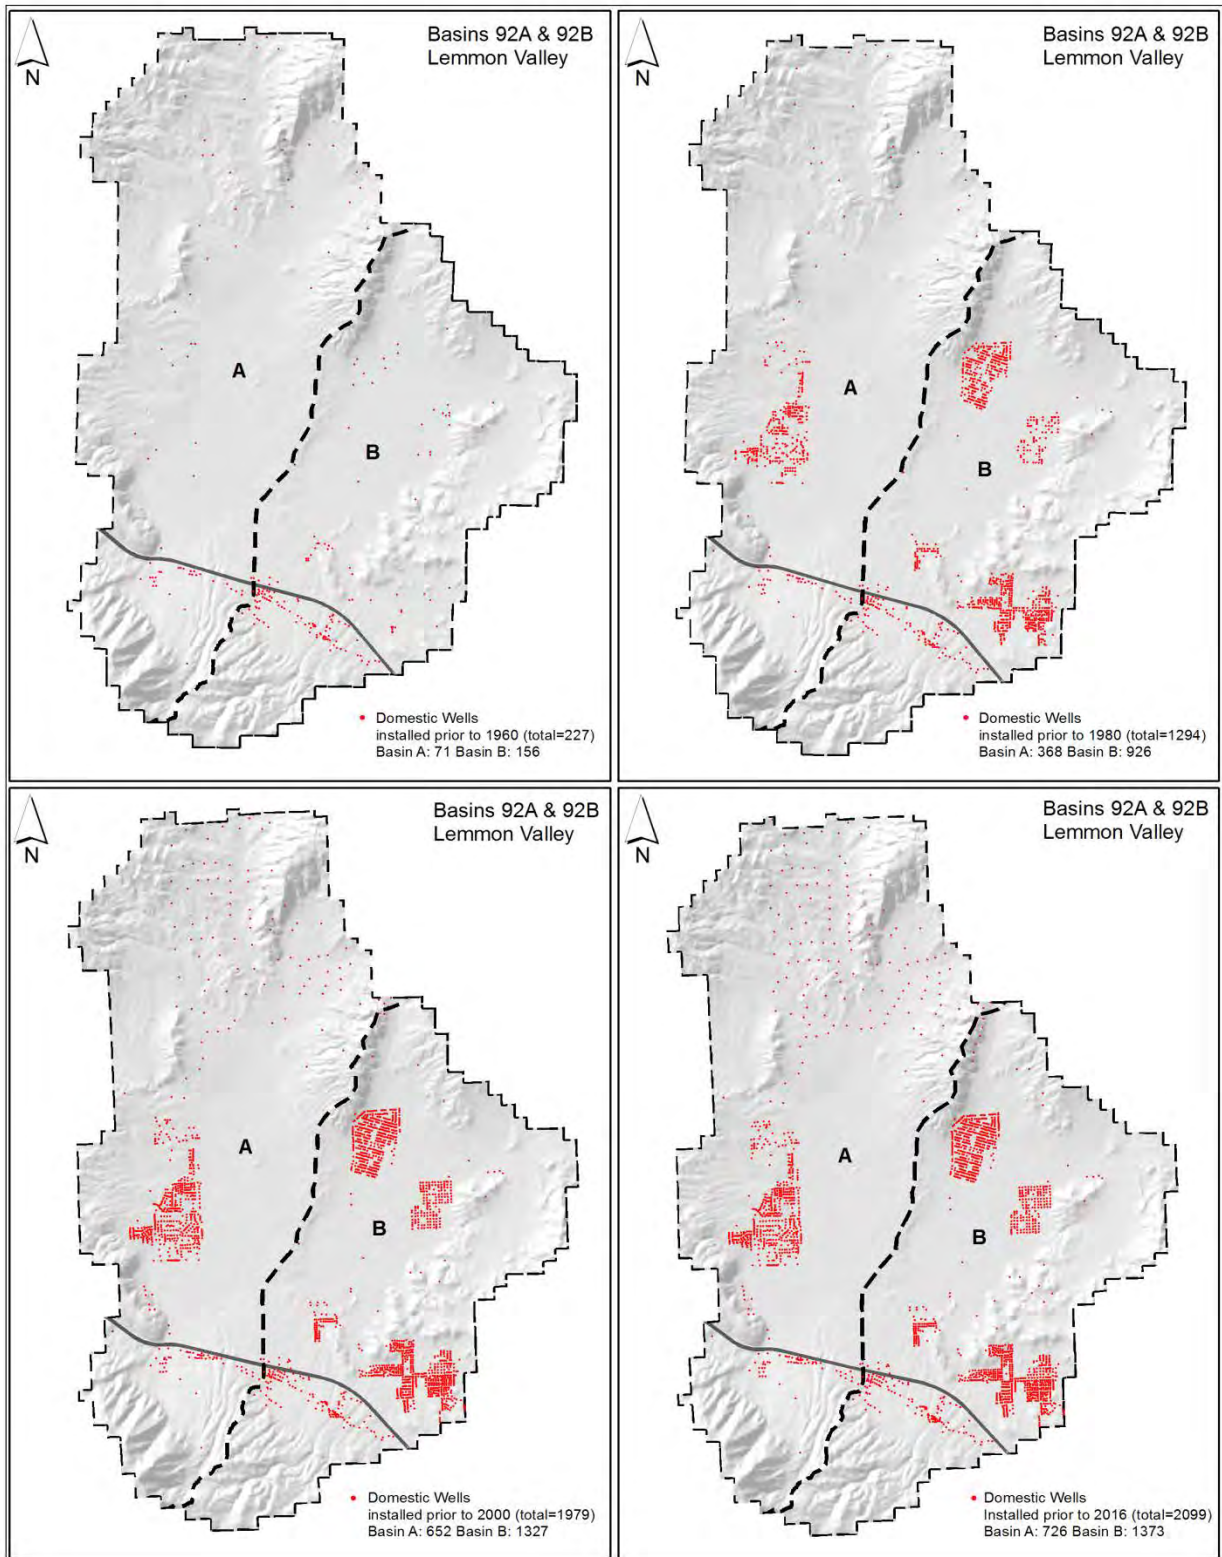 N
Basins 92A & 92B
Lemmon Valley
A
B
Domestic Wells
installed prior to 1960 (total=227)
Basin A: 71 Basin B: 156
N
Basins 92A & 92B
Lemmon Valley
A
B
Domestic Wells
installed prior to 1980 (total=1294)
Basin A: 368 Basin B: 926
N
Basins 92A & 92B
Lemmon Valley
A
B
Domestic Wells
installed prior to 2000 (total=1979)
Basin A: 652 Basin B: 1327
N
Basins 92A & 92B
Lemmon Valley
A
B
Domestic Wells
Installed prior to 2016 (total=2099)
Basin A: 726 Basin B: 1373